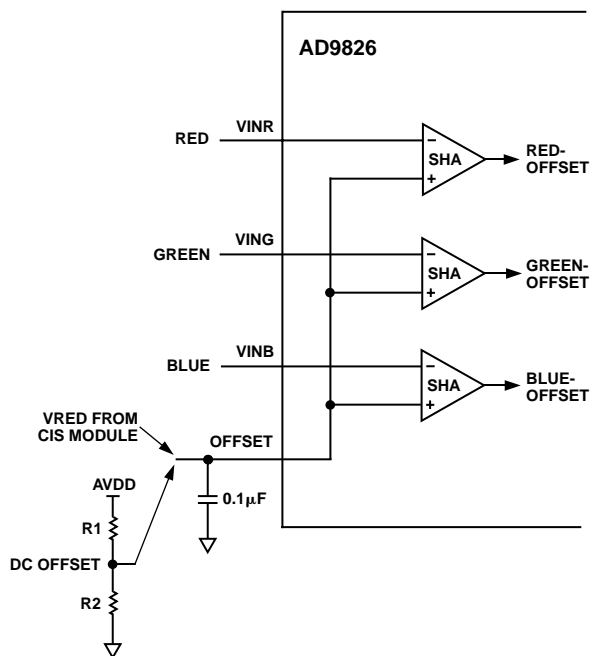 AD9826
VINR
RED
SHA
RED-
OFFSET
VING
GREEN
SHA
GREEN-
OFFSET
VINB
BLUE
SHA
BLUE-
OFFSET
VRED FROM
CIS MODULE
OFFSET
AVDD
0.1μF
R1
DC OFFSET
R2